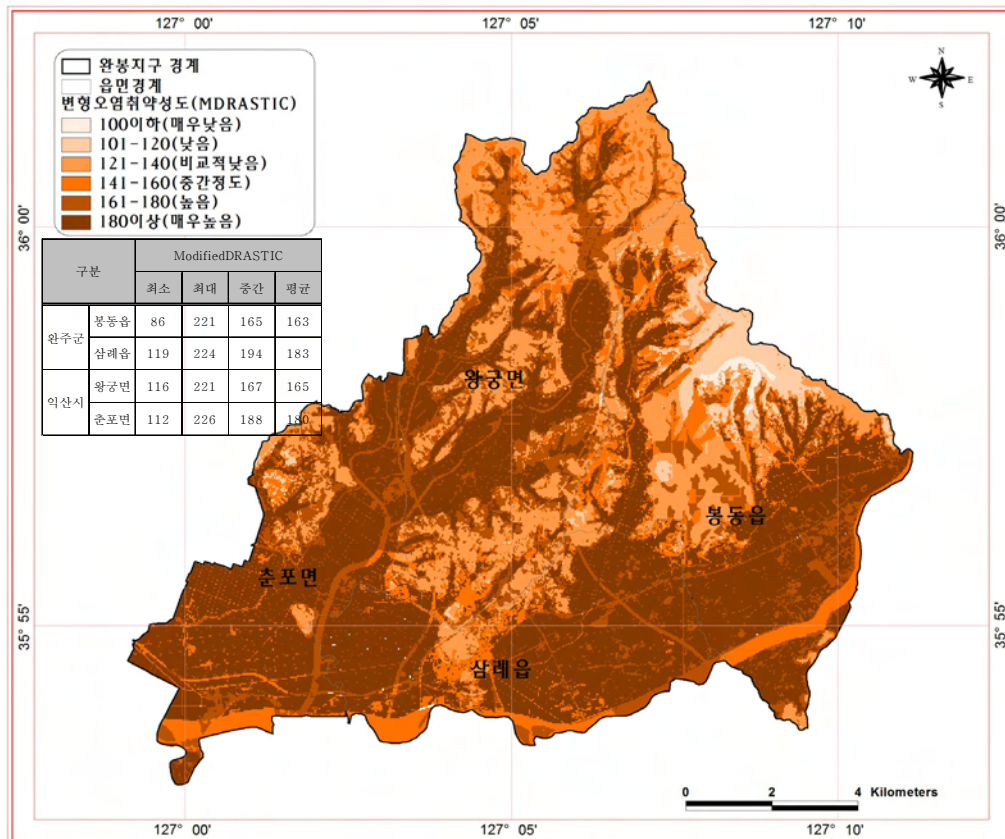 127° 00' 127° 05' 127° 10'
N
W E
S
완봉지구 경계
읍면경계
변형오염취약성도(MDRASTIC)
100이하(매우낮음)
101-120(낮음)
121-140(비교적낮음)
141-160(중간정도)
161-180(높음)
180이상(매우높음)
36° 00' 36° 00'
구분 ModifiedDRASTIC
최소 최대 중간 평균
완주군 봉동읍 86 221 165 163
삼례읍 119 224 194 183
익산시 왕궁면 116 221 167 165
춘포면 112 226 188 180
왕궁면
봉동읍
춘포면
35° 55' 35° 55'
삼례읍
0 2 4 Kilometers
127° 00' 127° 05' 127° 10'